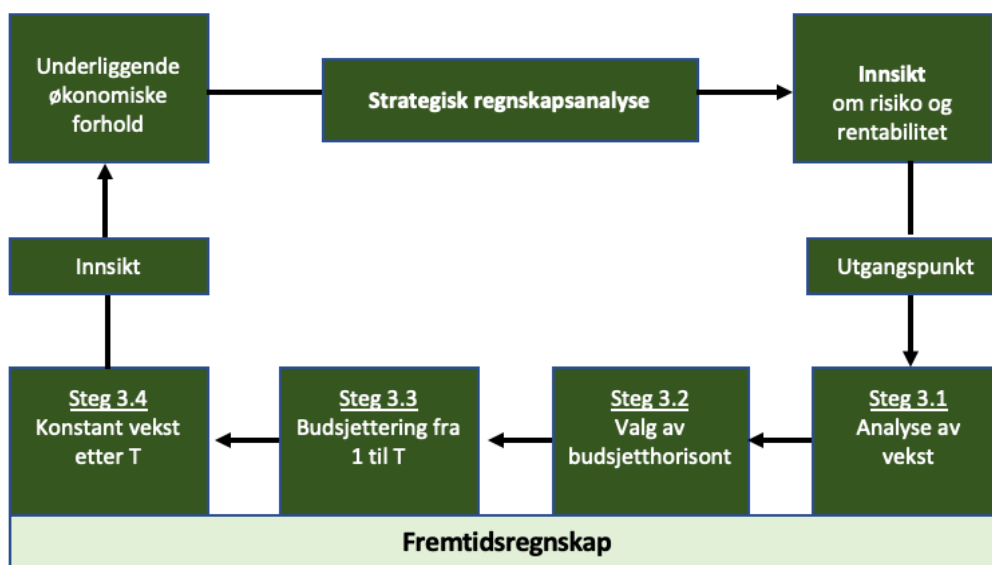 Underliggende
økonomiske
forhold
Strategisk regnskapsanalyse
Innsikt
om risiko og
rentabilitet
Innsikt
Utgangspunkt
Steg 3.4
Konstant vekst
etter T
Steg 3.3
Budsjettering fra
1 til T
Steg 3.2
Valg av
budsjetthorisont
Steg 3.1
Analyse av
vekst
Fremtidsregnskap